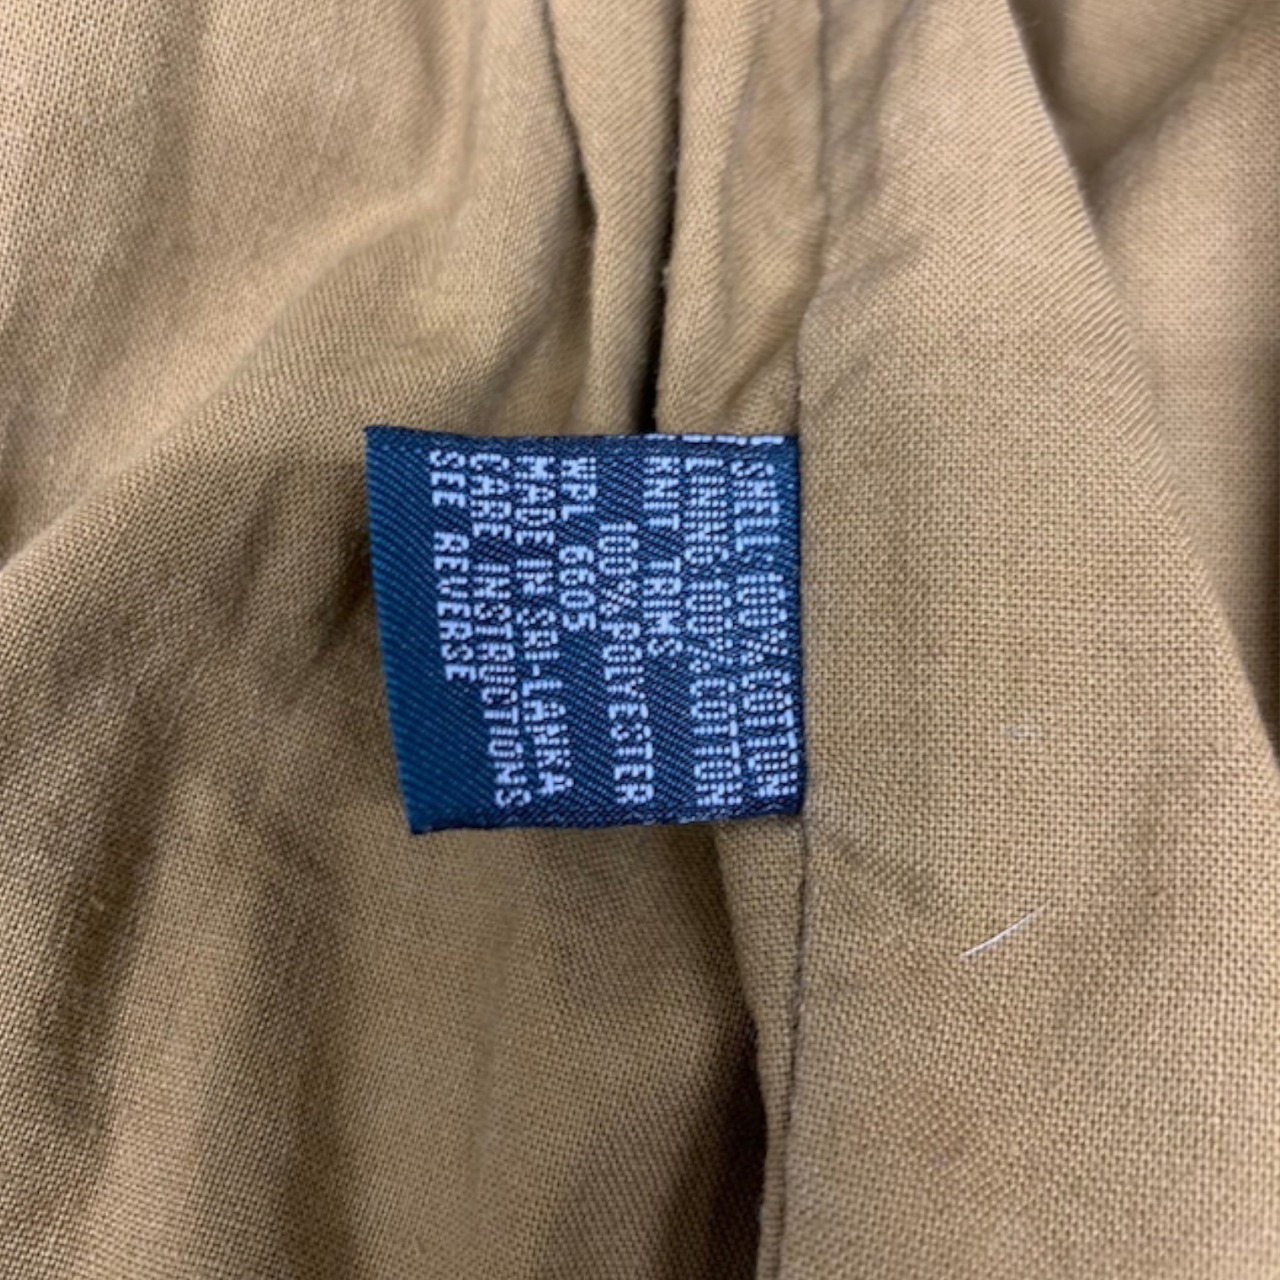 SHELL 100% COTTON
LINING 100% COTTON
KNIT TRIMS
100% POLYESTER
WPL 6605
MADE IN SRI-LANKA
CARE INSTRUCTIONS
SEE REVERSE